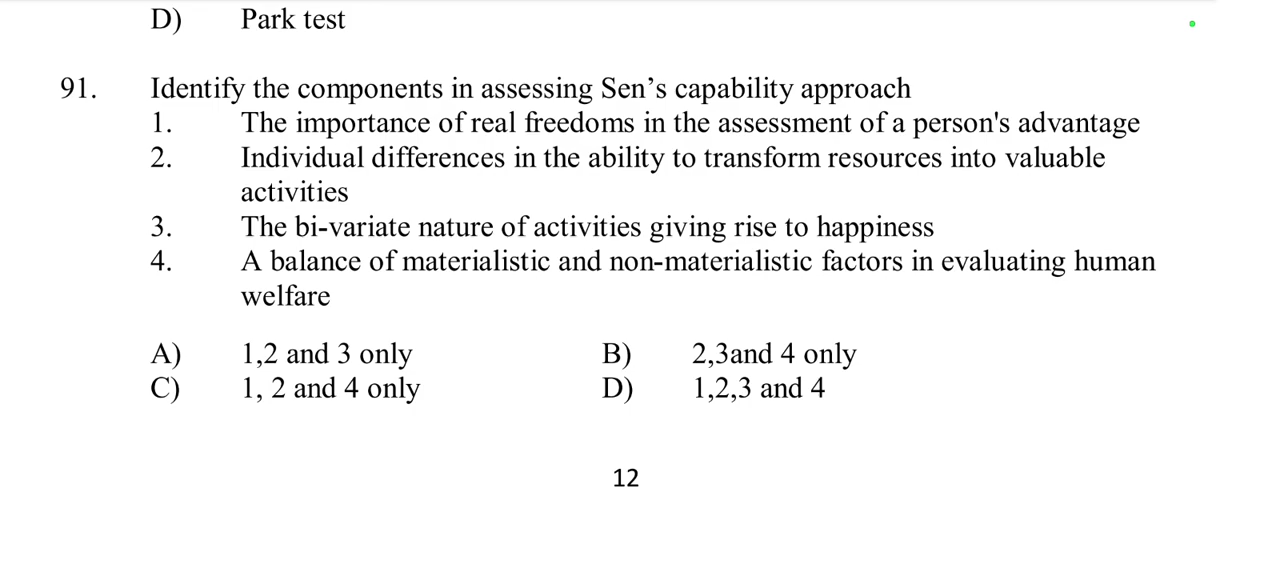 D) Park test
91. Identify the components in assessing Sen’s capability approach
1. The importance of real freedoms in the assessment of a person's advantage
2. Individual differences in the ability to transform resources into valuable
activities
3. The bi-variate nature of activities giving rise to happiness
4. A balance of materialistic and non-materialistic factors in evaluating human
welfare
A) 1,2 and 3 only B) 2,3and 4 only
C) 1, 2 and 4 only D) 1,2,3 and 4
12